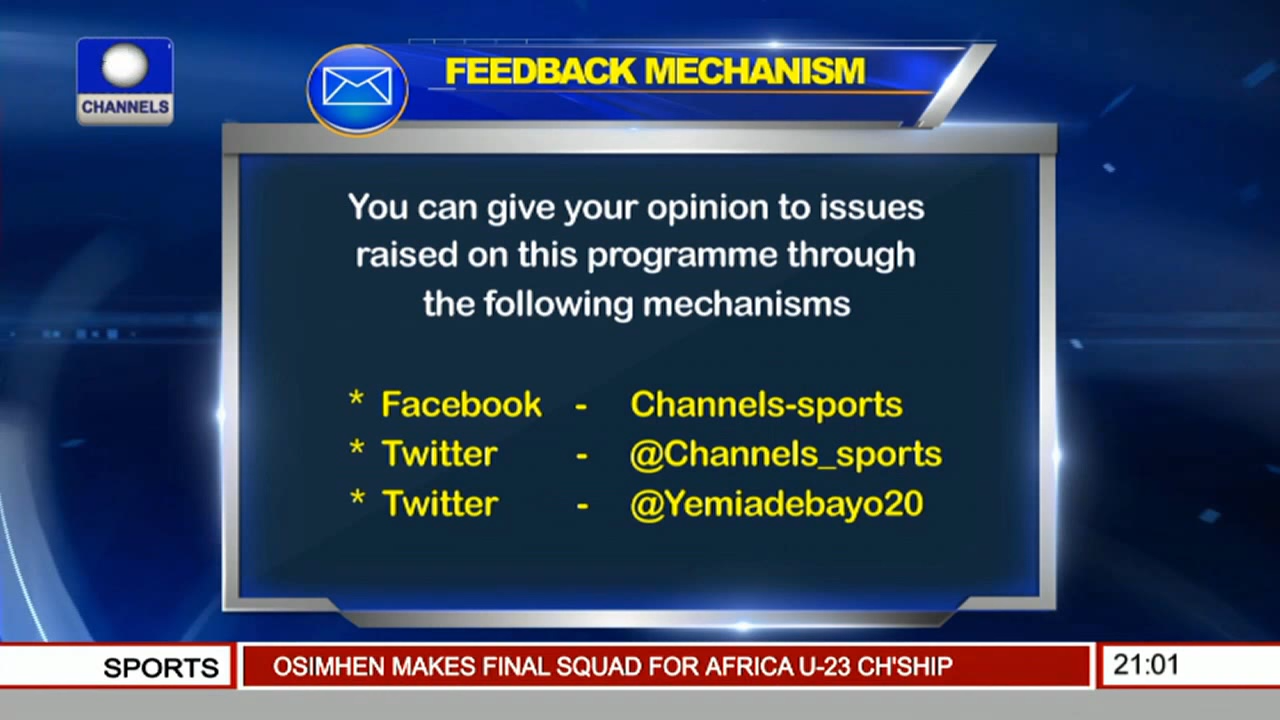 CHANNELS
FEEDBACK MECHANISM
You can give your opinion to issues
raised on this programme through
the following mechanisms
* Facebook - Channels-sports
* Twitter - @Channels_sports
* Twitter - @Yemiadebayo20
SPORTS OSIMHEN MAKES FINAL SQUAD FOR AFRICA U-23 CH'SHIP 21:01